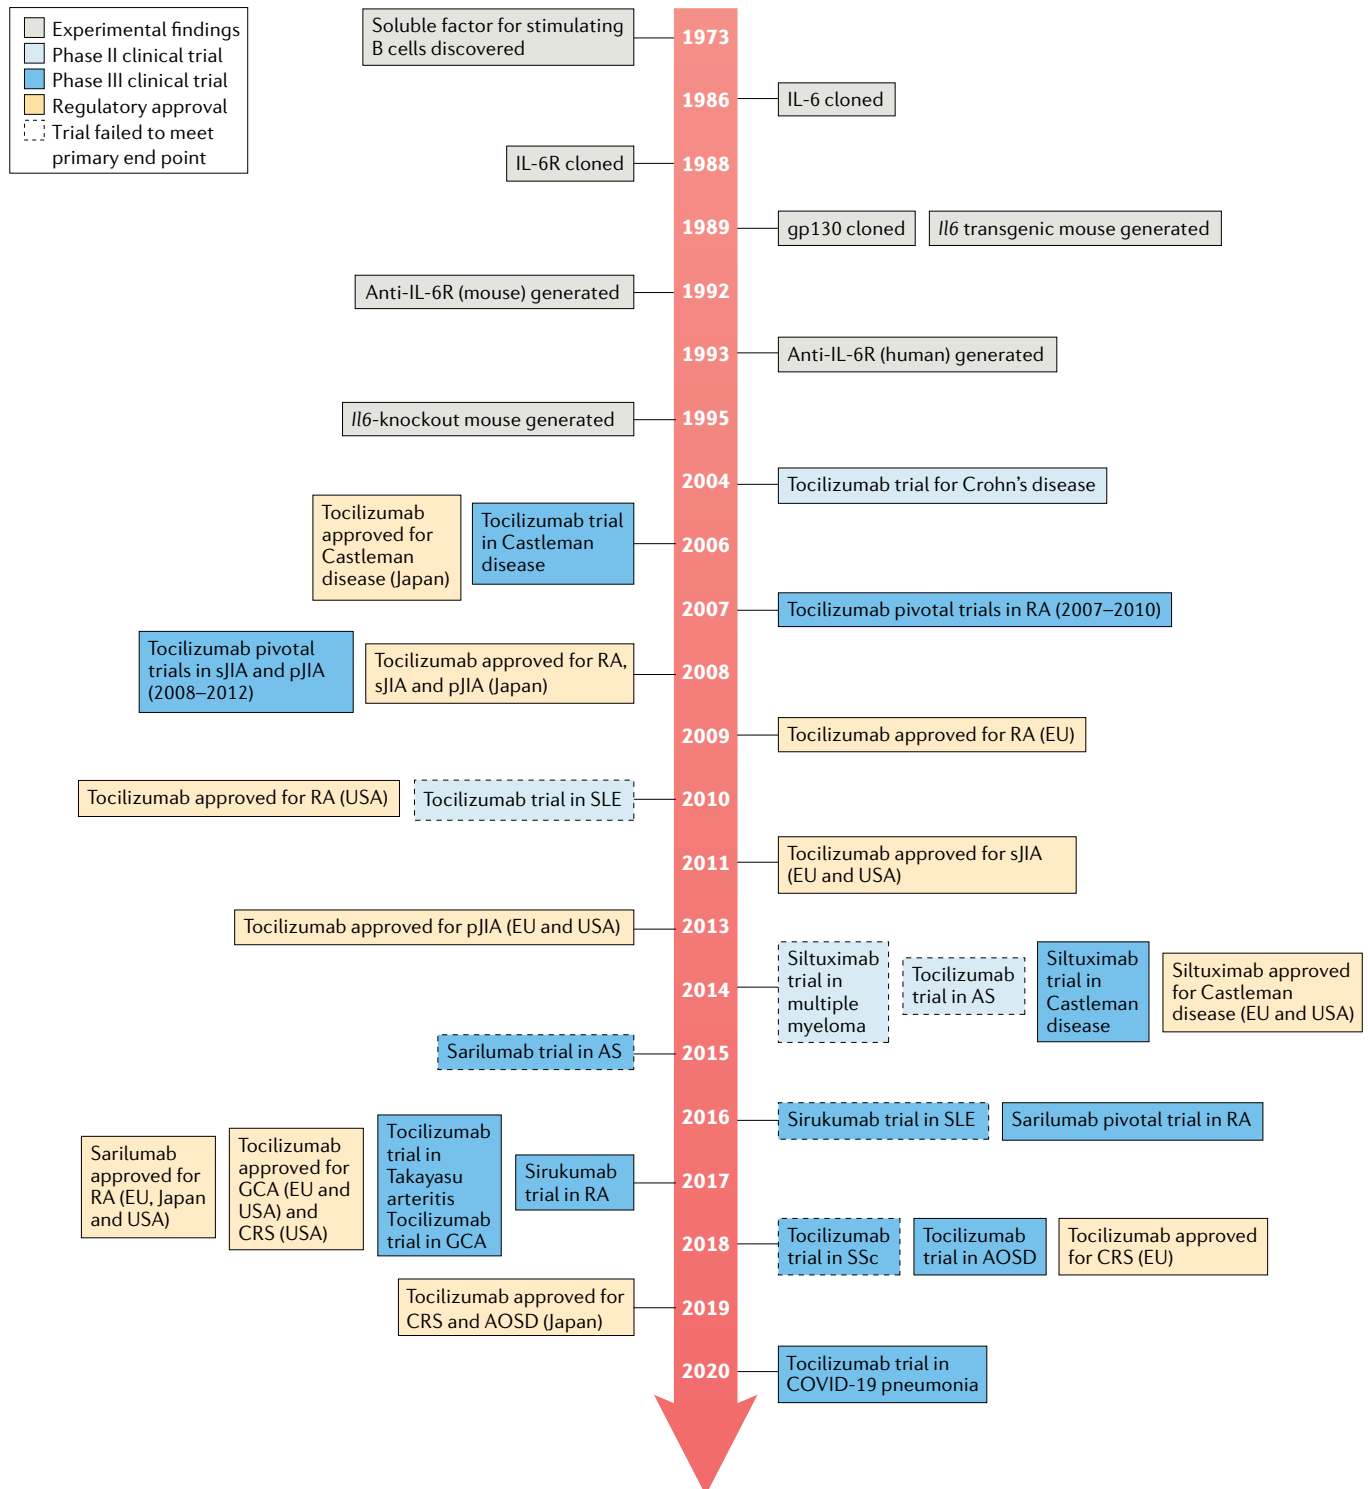 Experimental findings
Phase II clinical trial
Phase III clinical trial
Regulatory approval
Trial failed to meet
primary end point
Soluble factor for stimulating
B cells discovered
1973
1986
IL-6 cloned
IL-6R cloned
1988
1989
gp130 cloned
Il6 transgenic mouse generated
Anti-IL-6R (mouse) generated
1992
1993
Anti-IL-6R (human) generated
Il6-knockout mouse generated
1995
2004
Tocilizumab trial for Crohn's disease
Tocilizumab
approved for
Castleman
disease (Japan)
Tocilizumab trial
in Castleman
disease
2006
2007
Tocilizumab pivotal trials in RA (2007–2010)
Tocilizumab pivotal
trials in sJIA and pJIA
(2008–2012)
Tocilizumab approved for RA,
sJIA and pJIA (Japan)
2008
2009
Tocilizumab approved for RA (EU)
Tocilizumab approved for RA (USA)
Tocilizumab trial in SLE
2010
2011
Tocilizumab approved for sJIA
(EU and USA)
Tocilizumab approved for pJIA (EU and USA)
2013
2014
Siltuximab
trial in
multiple
myeloma
Tocilizumab
trial in AS
Siltuximab
trial in
Castleman
disease
Siltuximab approved
for Castleman
disease (EU and USA)
Sarilumab trial in AS
2015
2016
Sirukumab trial in SLE
Sarilumab pivotal trial in RA
Sarilumab
approved for
RA (EU, Japan
and USA)
Tocilizumab
approved for
GCA (EU and
USA) and
CRS (USA)
Tocilizumab
trial in
Takayasu
arteritis
Tocilizumab
trial in GCA
Sirukumab
trial in RA
2017
2018
Tocilizumab
trial in SSc
Tocilizumab
trial in AOSD
Tocilizumab approved
for CRS (EU)
Tocilizumab approved for
CRS and AOSD (Japan)
2019
2020
Tocilizumab trial in
COVID-19 pneumonia